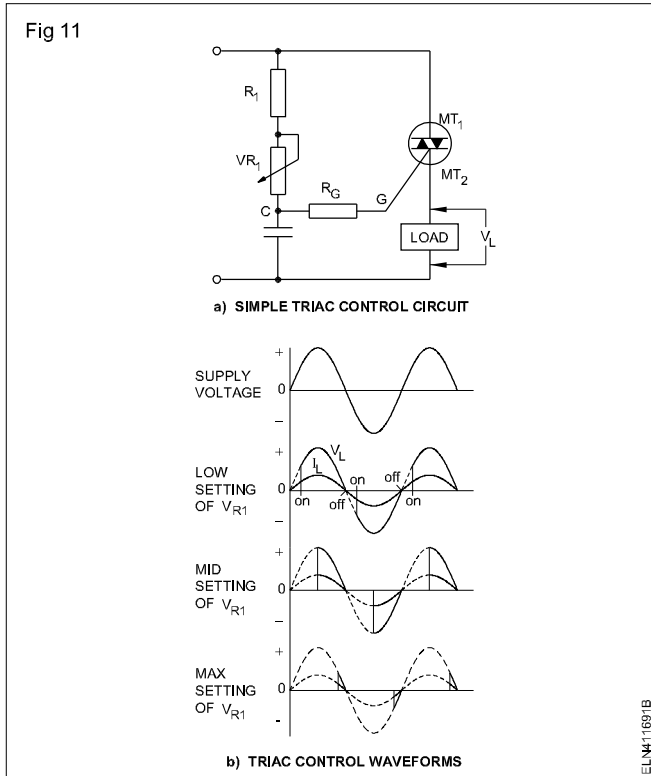 Fig 11
R1
VR1
C
RG
G
MT1
MT2
LOAD
VL
a) SIMPLE TRIAC CONTROL CIRCUIT
SUPPLY
VOLTAGE
+
0
–
LOW
SETTING
OF VR1
+
0
–
VL
IL
on
off
on
off
on
MID
SETTING
OF VR1
+
0
–
MAX
SETTING
OF VR1
+
0
-
b) TRIAC CONTROL WAVEFORMS
ELN411691B